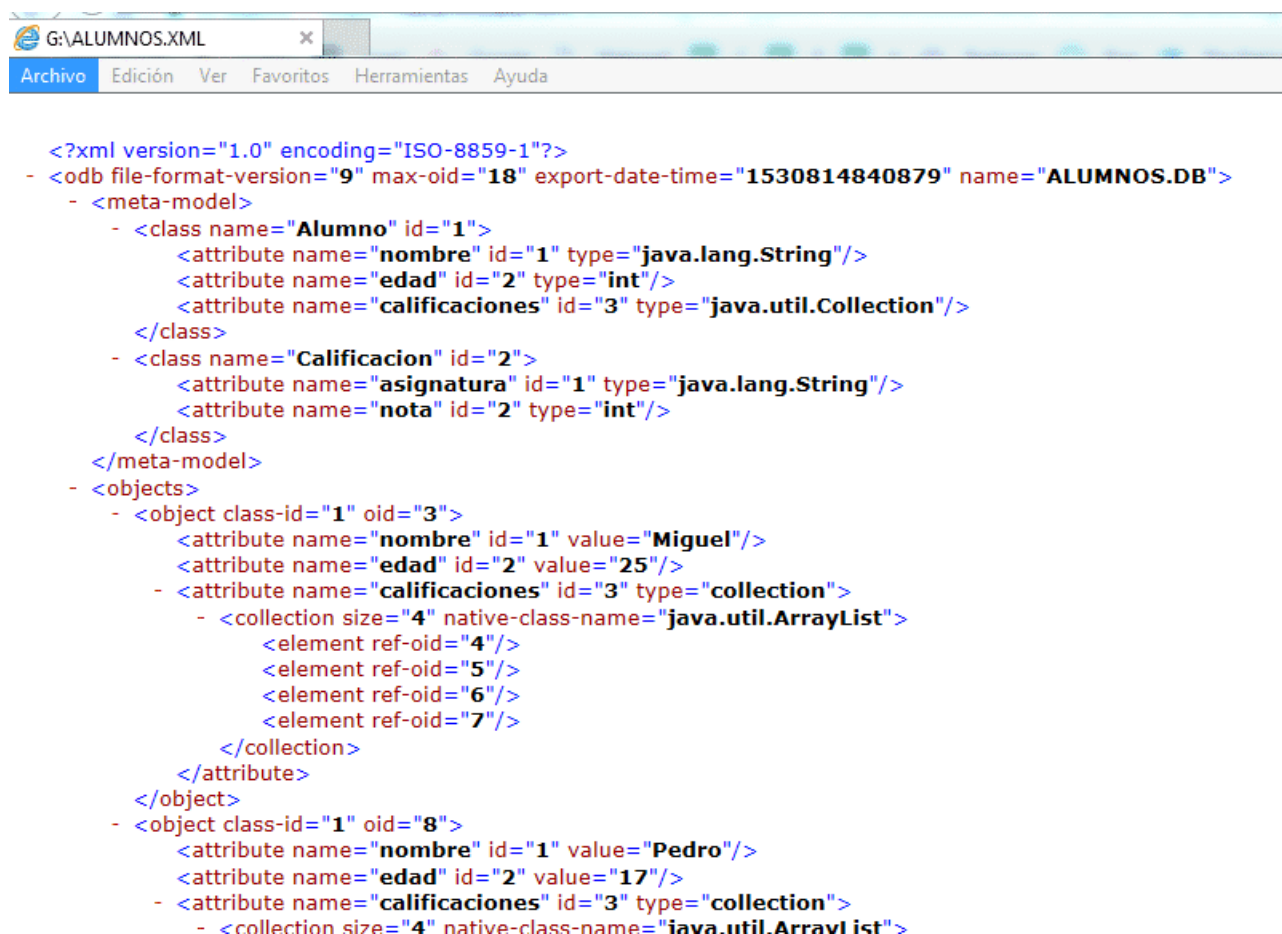 G:\ALUMNOS.XML ×
Archivo Edición Ver Favoritos Herramientas Ayuda
<?xml version="1.0" encoding="ISO-8859-1"?>
- <odb file-format-version="9" max-oid="18" export-date-time="1530814840879" name="ALUMNOS.DB">
- <meta-model>
- <class name="Alumno" id="1">
<attribute name="nombre" id="1" type="java.lang.String"/>
<attribute name="edad" id="2" type="int"/>
<attribute name="calificaciones" id="3" type="java.util.Collection"/>
</class>
- <class name="Calificacion" id="2">
<attribute name="asignatura" id="1" type="java.lang.String"/>
<attribute name="nota" id="2" type="int"/>
</class>
</meta-model>
- <objects>
- <object class-id="1" oid="3">
<attribute name="nombre" id="1" value="Miguel"/>
<attribute name="edad" id="2" value="25"/>
- <attribute name="calificaciones" id="3" type="collection">
- <collection size="4" native-class-name="java.util.ArrayList">
<element ref-oid="4"/>
<element ref-oid="5"/>
<element ref-oid="6"/>
<element ref-oid="7"/>
</collection>
</attribute>
</object>
- <object class-id="1" oid="8">
<attribute name="nombre" id="1" value="Pedro"/>
<attribute name="edad" id="2" value="17"/>
- <attribute name="calificaciones" id="3" type="collection">
- <collection size="4" native-class-name="java.util.ArrayList">